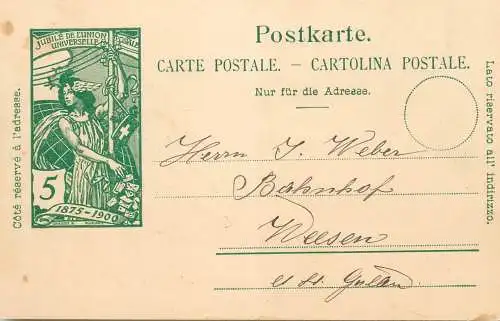 JUBILÉ DE L'UNION
UNIVERSELLE
POSTALE
5
1875-1900
Côté réservé à l'adresse.
Postkarte.
CARTE POSTALE. – CARTOLINA POSTALE.
Nur für die Adresse.
Lato riservato all' indirizzo.
Herrn J. Weber
Bahnhof
Weesen
St.